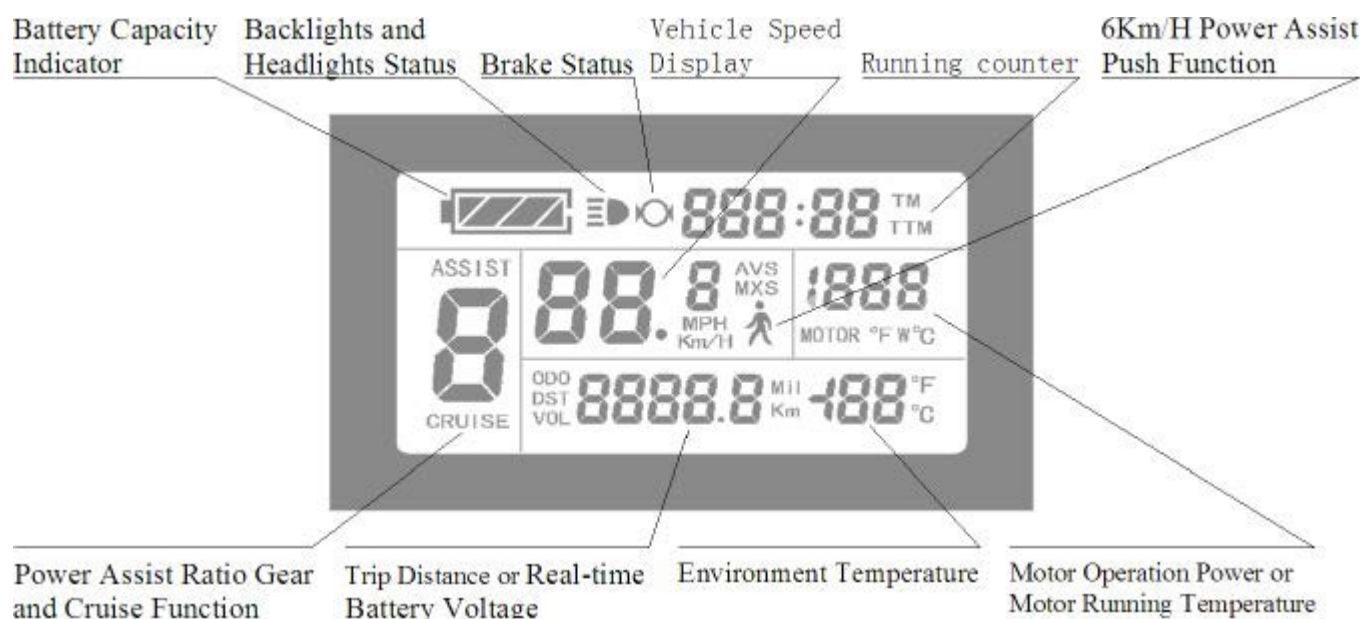 Battery Capacity
Indicator
Backlights and
Headlights Status
Brake Status
Vehicle Speed
Display
Running counter
6Km/H Power Assist
Push Function
888:88
TM
TTM
ASSIST
8
CRUISE
88.8
AVS
MXS
MPH
Km/H
1888
MOTOR °F W°C
ODO
DST
VOL
8888.8
Mil
Km
-188
°F
°C
Power Assist Ratio Gear
and Cruise Function
Trip Distance or Real-time
Battery Voltage
Environment Temperature
Motor Operation Power or
Motor Running Temperature